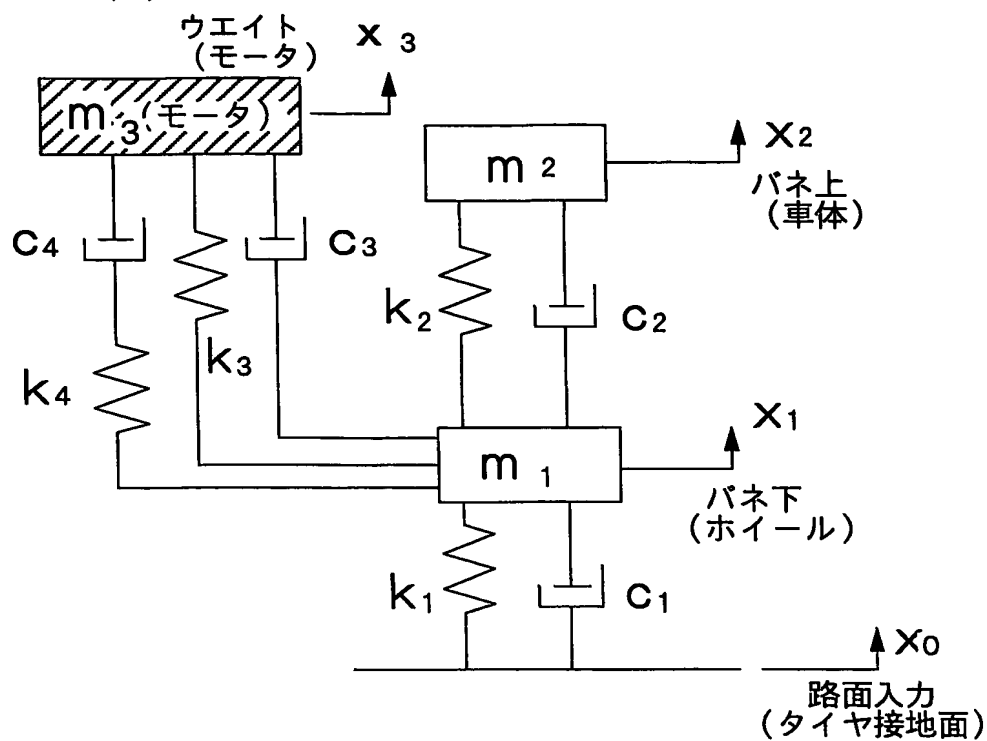 ウエイト
(モータ)
x 3
m 3(モータ)
x2
m 2
バネ上
(車体)
c4
c3
k2
c2
k3
k4
x1
m 1
バネ下
(ホイール)
k1
c1
x0
路面入力
(タイヤ接地面)